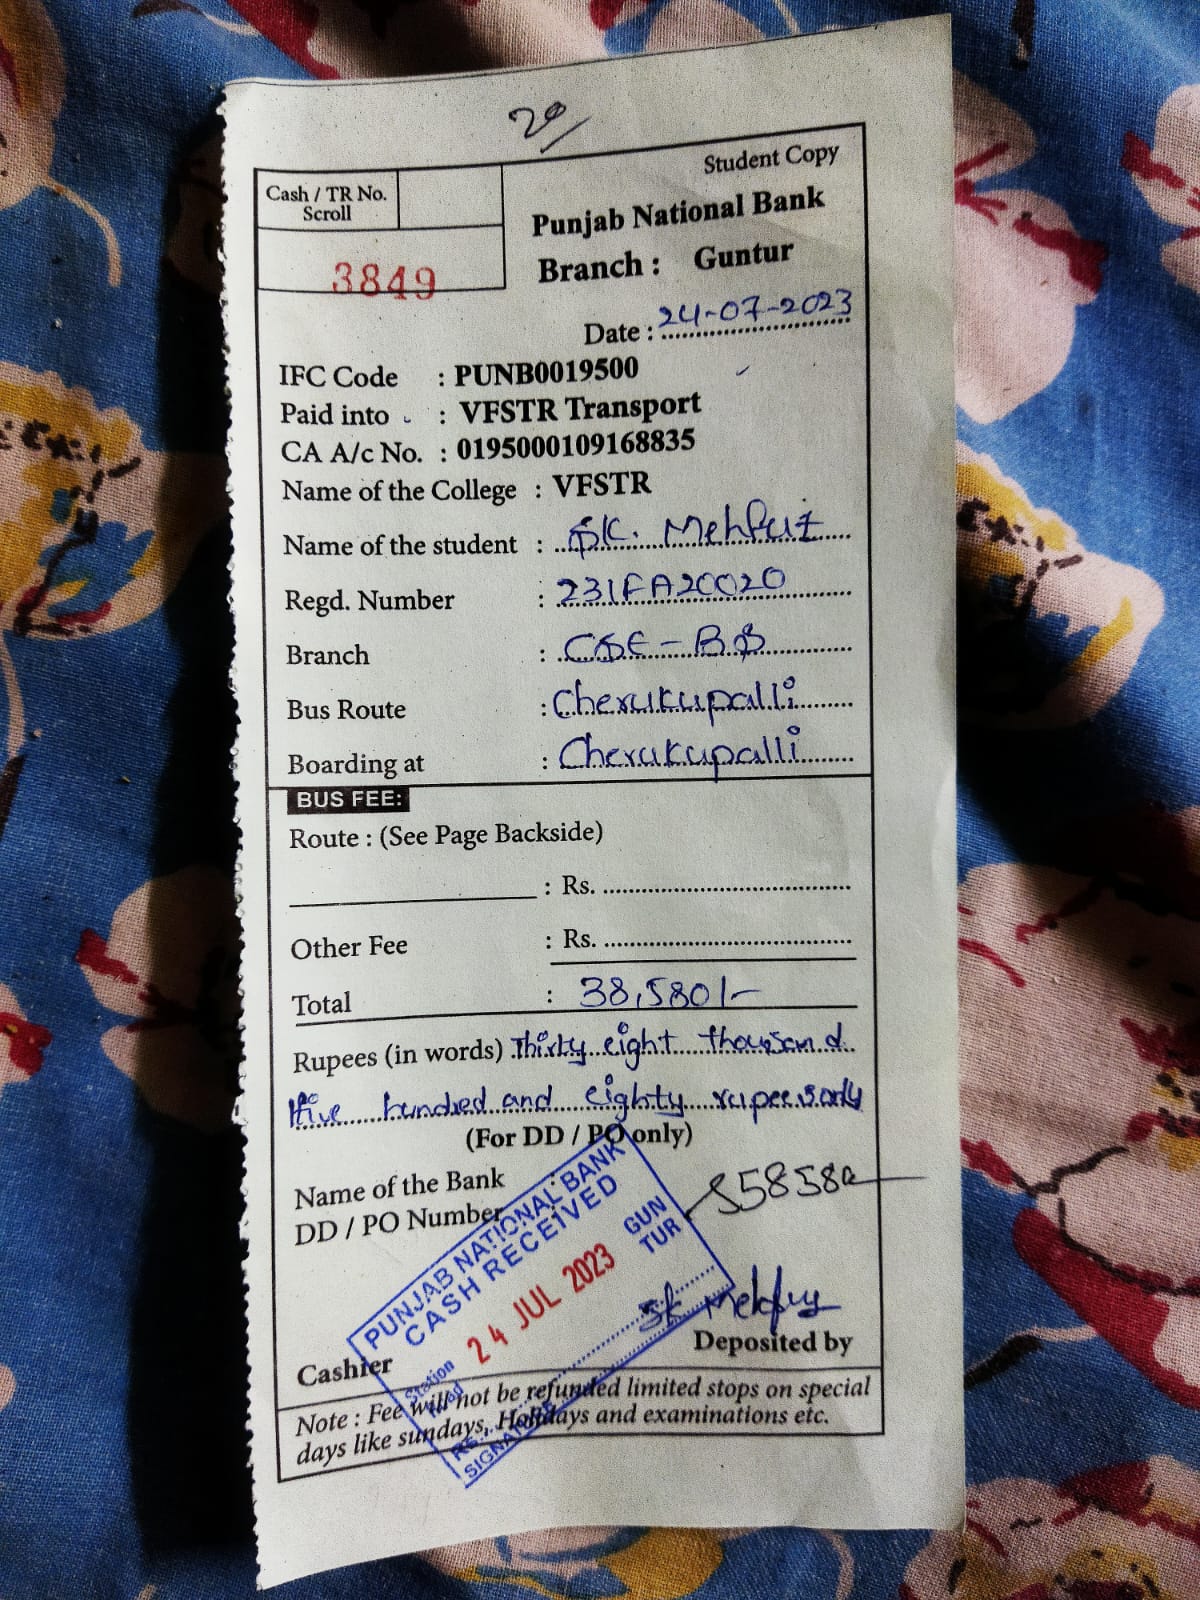 20/
Student Copy
Cash / TR No.
Scroll
Punjab National Bank
Branch : Guntur
3849
Date : 24-07-2023
IFC Code : PUNB0019500
Paid into : VFSTR Transport
CA A/c No. : 0195000109168835
Name of the College : VFSTR
Name of the student : SK. Mehfuz
Regd. Number : 231FA20020
Branch : CSE - BS
Bus Route : Cherukupalli
Boarding at : Cherukupalli
BUS FEE:
Route : (See Page Backside)
: Rs.
Other Fee : Rs.
Total : 38,580/-
Rupees (in words) Thirty eight thousand
five hundred and eighty rupees only
(For DD / PO only)
Name of the Bank
DD / PO Number
PUNJAB NATIONAL BANK
CASH RECEIVED
GUN
TUR
24 JUL 2023
Station
Road
RS.
SIGNATURE
SK Mehfuz
Cashier
Deposited by
Note : Fee will not be refunded limited stops on special
days like sundays, Holidays and examinations etc.